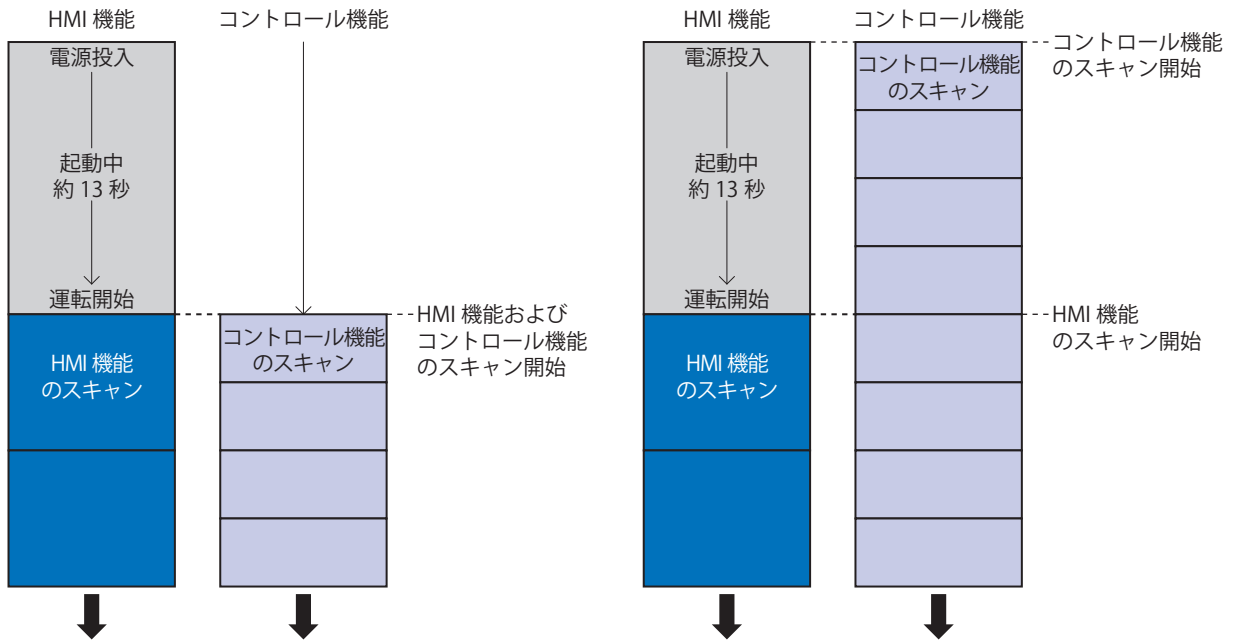 HMI 機能
コントロール機能
電源投入
起動中
約 13 秒
運転開始
HMI 機能
のスキャン
コントロール機能
のスキャン
HMI 機能および
コントロール機能
のスキャン開始
HMI 機能
コントロール機能
電源投入
起動中
約 13 秒
運転開始
HMI 機能
のスキャン
コントロール機能
のスキャン
コントロール機能
のスキャン開始
HMI 機能
のスキャン開始